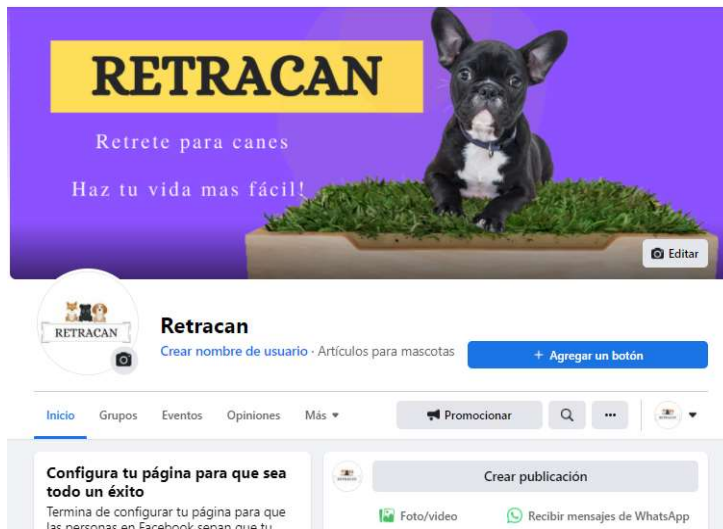 RETRACAN
Retrete para canes
Haz tu vida mas fácil!
Editar
RETRACAN
Retracan
Crear nombre de usuario · Artículos para mascotas
+ Agregar un botón
Inicio
Grupos
Eventos
Opiniones
Más
Promocionar
Configura tu página para que sea
todo un éxito
Termina de configurar tu página para que
las personas en Facebook sepan que tu
Crear publicación
Foto/video
Recibir mensajes de WhatsApp